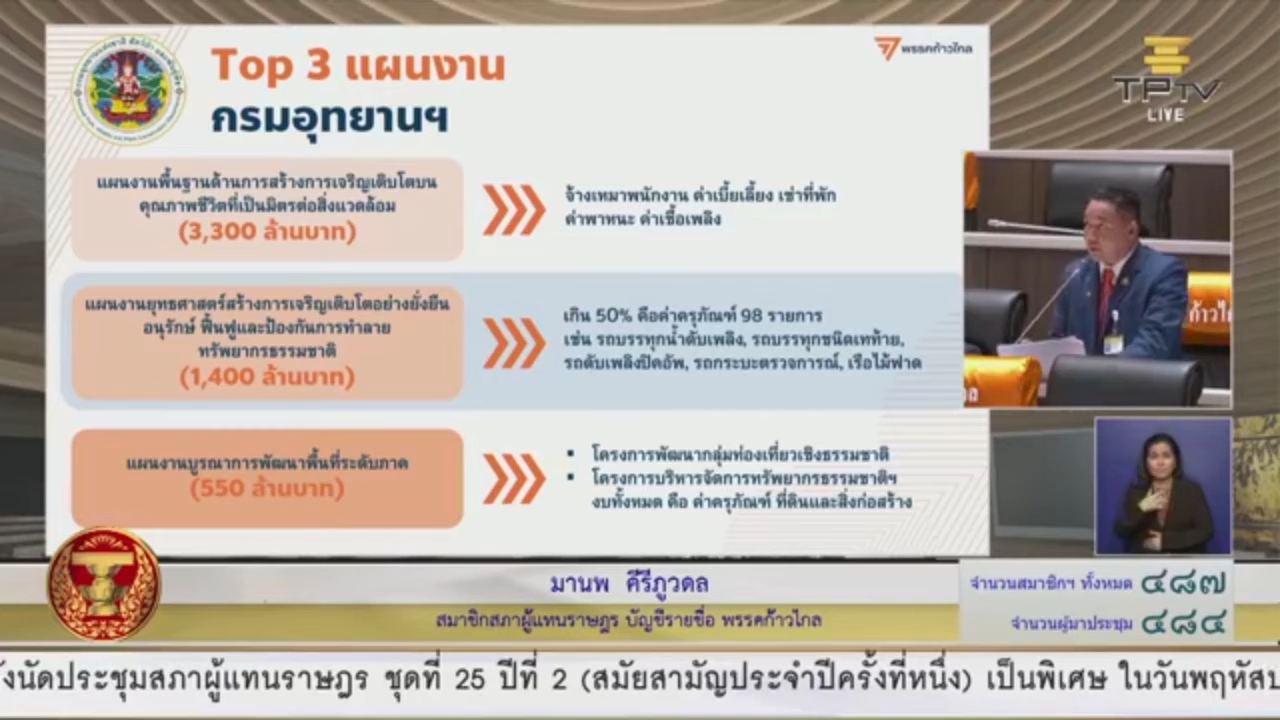 Top 3 แผนงาน
กรมอุทยานฯ
พรรคก้าวไกล
TPTV
LIVE
แผนงานพื้นฐานด้านการสร้างการเจริญเติบโตบน
คุณภาพชีวิตที่เป็นมิตรต่อสิ่งแวดล้อม
(3,300 ล้านบาท)
จ้างเหมาพนักงาน ค่าเบี้ยเลี้ยง เช่าที่พัก
ค่าพาหนะ ค่าเชื้อเพลิง
แผนงานยุทธศาสตร์สร้างการเจริญเติบโตอย่างยั่งยืน
อนุรักษ์ ฟื้นฟูและป้องกันการทำลาย
ทรัพยากรธรรมชาติ
(1,400 ล้านบาท)
เกิน 50% คือค่าครุภัณฑ์ 98 รายการ
เช่น รถบรรทุกน้ำดับเพลิง, รถบรรทุกชนิดเทท้าย,
รถดับเพลิงปิคอัพ, รถกระบะตรวจการณ์, เรือไม้ฟาด
แผนงานบูรณาการพัฒนาพื้นที่ระดับภาค
(550 ล้านบาท)
▪ โครงการพัฒนากลุ่มท่องเที่ยวเชิงธรรมชาติ
▪ โครงการบริหารจัดการทรัพยากรธรรมชาติฯ
งบทั้งหมด คือ ค่าครุภัณฑ์ ที่ดินและสิ่งก่อสร้าง
มานพ คีรีภูวดล
สมาชิกสภาผู้แทนราษฎร บัญชีรายชื่อ พรรคก้าวไกล
จำนวนสมาชิกฯ ทั้งหมด ๔๘๗
จำนวนผู้มาประชุม ๔๘๔
ังนัดประชุมสภาผู้แทนราษฎร ชุดที่ 25 ปีที่ 2 (สมัยสามัญประจำปีครั้งที่หนึ่ง) เป็นพิเศษ ในวันพฤหัสบ